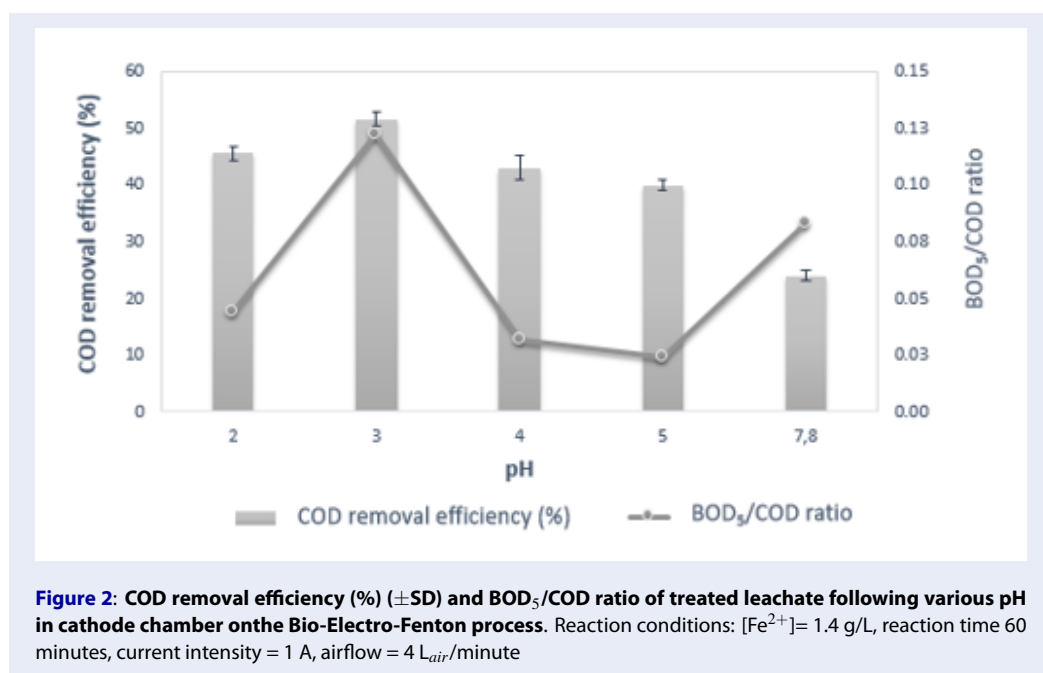 COD removal efficiency (%)
60
50
40
30
20
10
0
0.15
0.13
0.10
0.08
0.05
0.03
0.00
BOD₅/COD ratio
2 3 4 5 7,8
pH
COD removal efficiency (%) BOD₅/COD ratio
Figure 2: COD removal efficiency (%) (±SD) and BOD₅/COD ratio of treated leachate following various pH
in cathode chamber onthe Bio-Electro-Fenton process. Reaction conditions: [Fe²⁺]= 1.4 g/L, reaction time 60
minutes, current intensity = 1 A, airflow = 4 Lₐᵢᵣ/minute